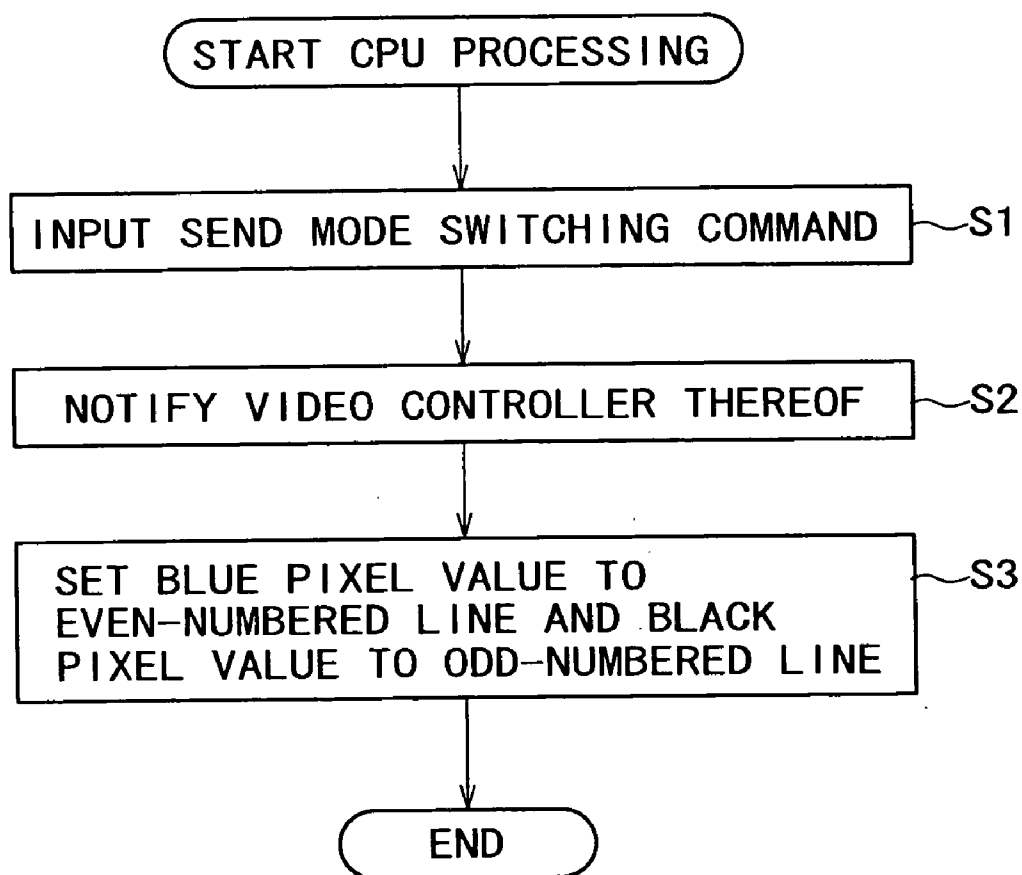 START CPU PROCESSING
INPUT SEND MODE SWITCHING COMMAND
S1
NOTIFY VIDEO CONTROLLER THEREOF
S2
SET BLUE PIXEL VALUE TO
EVEN-NUMBERED LINE AND BLACK
PIXEL VALUE TO ODD-NUMBERED LINE
S3
END